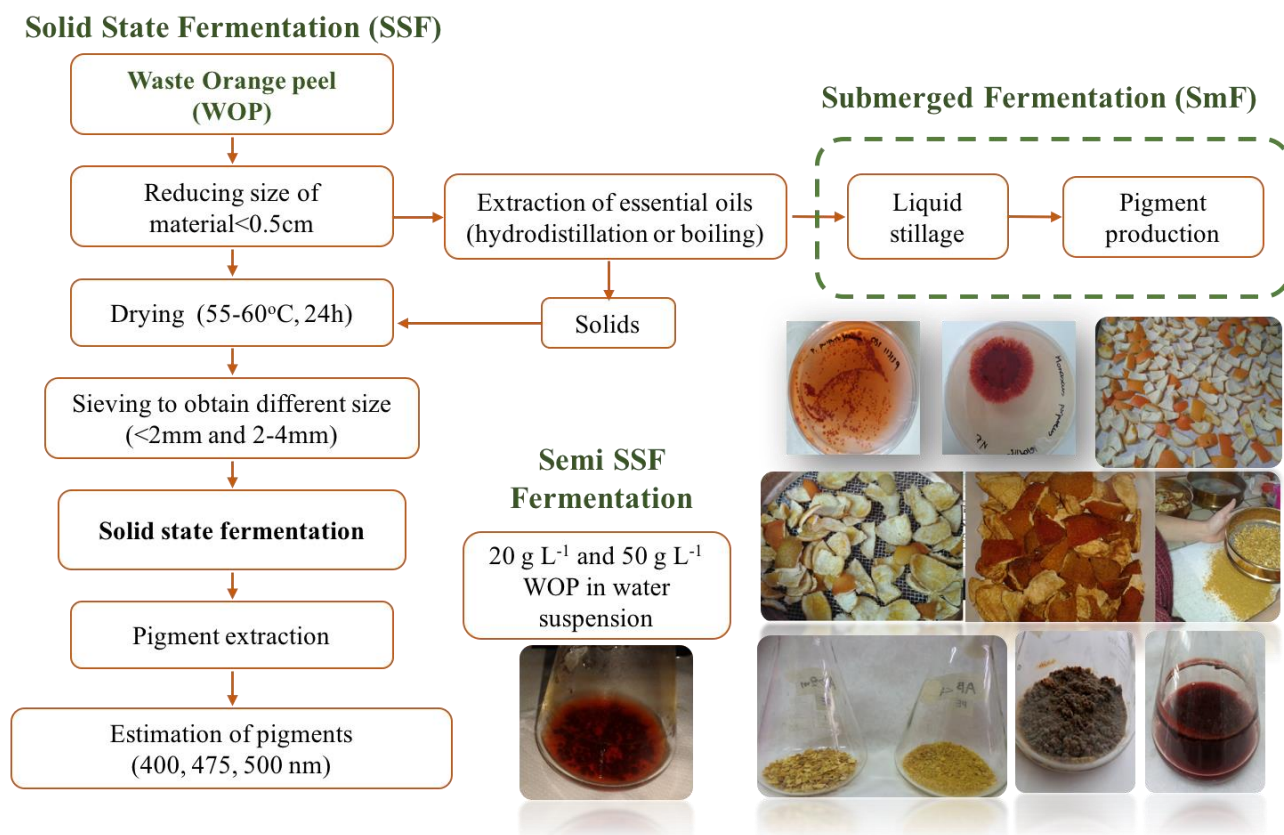 Solid State Fermentation (SSF)
Waste Orange peel
(WOP)
Reducing size of
material<0.5cm
Drying (55-60°C, 24h)
Sieving to obtain different size
(<2mm and 2-4mm)
Solid state fermentation
Pigment extraction
Estimation of pigments
(400, 475, 500 nm)
Extraction of essential oils
(hydrodistillation or boiling)
Solids
Submerged Fermentation (SmF)
Liquid
stillage
Pigment
production
Semi SSF
Fermentation
20 g L⁻¹ and 50 g L⁻¹
WOP in water
suspension
Monascus purpureus